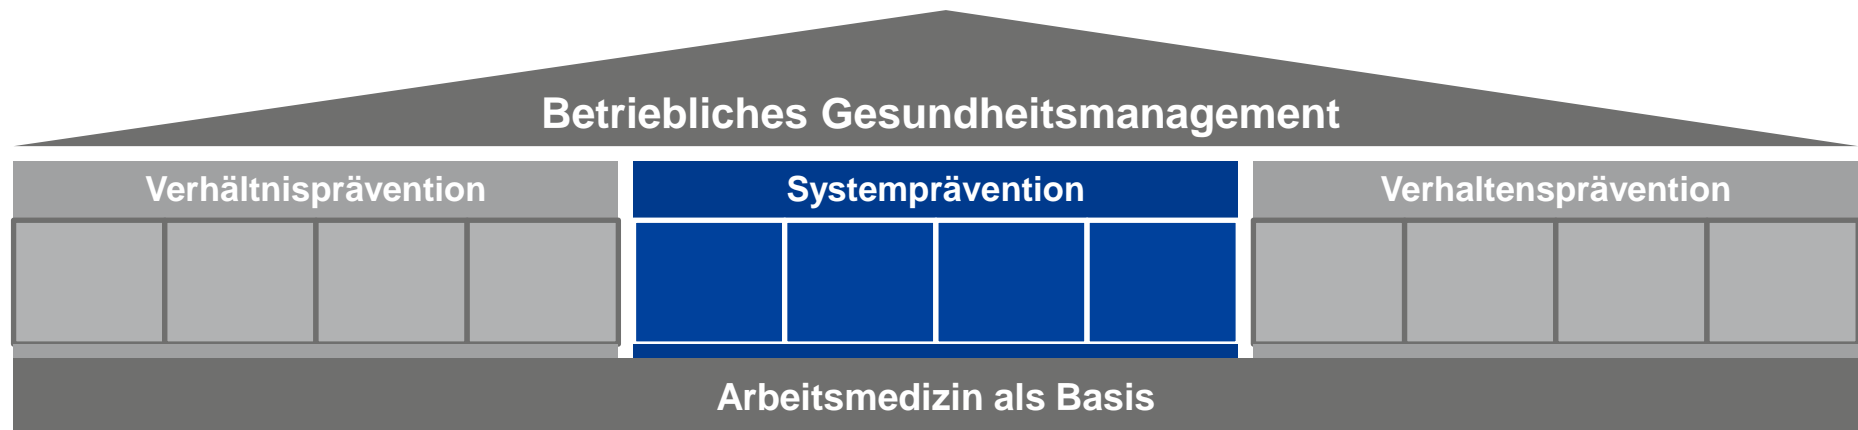 Betriebliches Gesundheitsmanagement
Verhältnisprävention
Systemprävention
Verhaltensprävention
Arbeitsmedizin als Basis